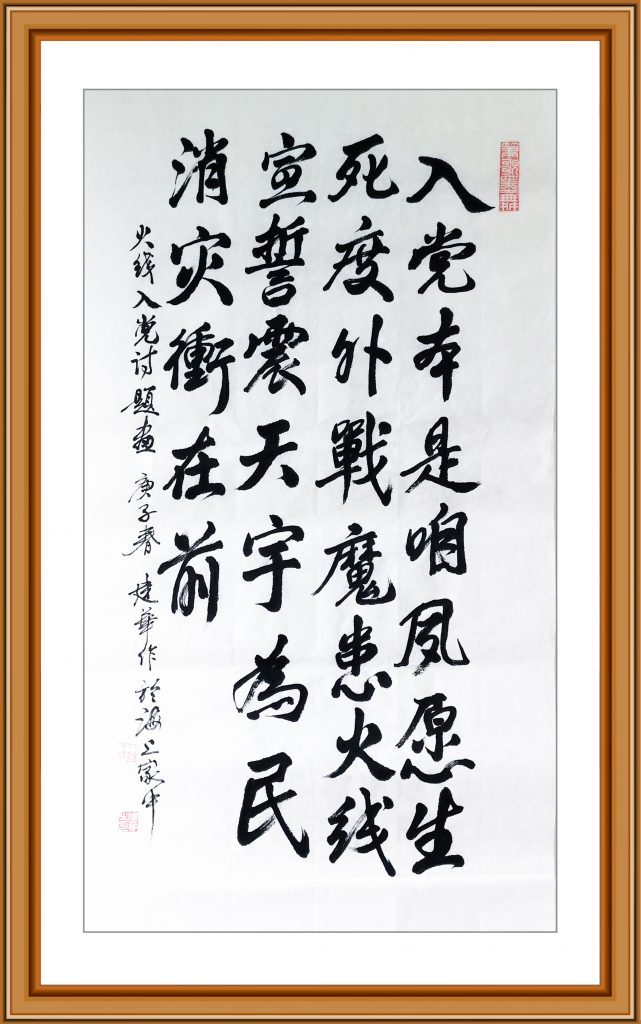 入党本是咱夙愿生
死度外戰魔患火线
宣誓震天宇為民
消灾衝在前
火线入党诗題畫 庚子春 建華作於海上家中